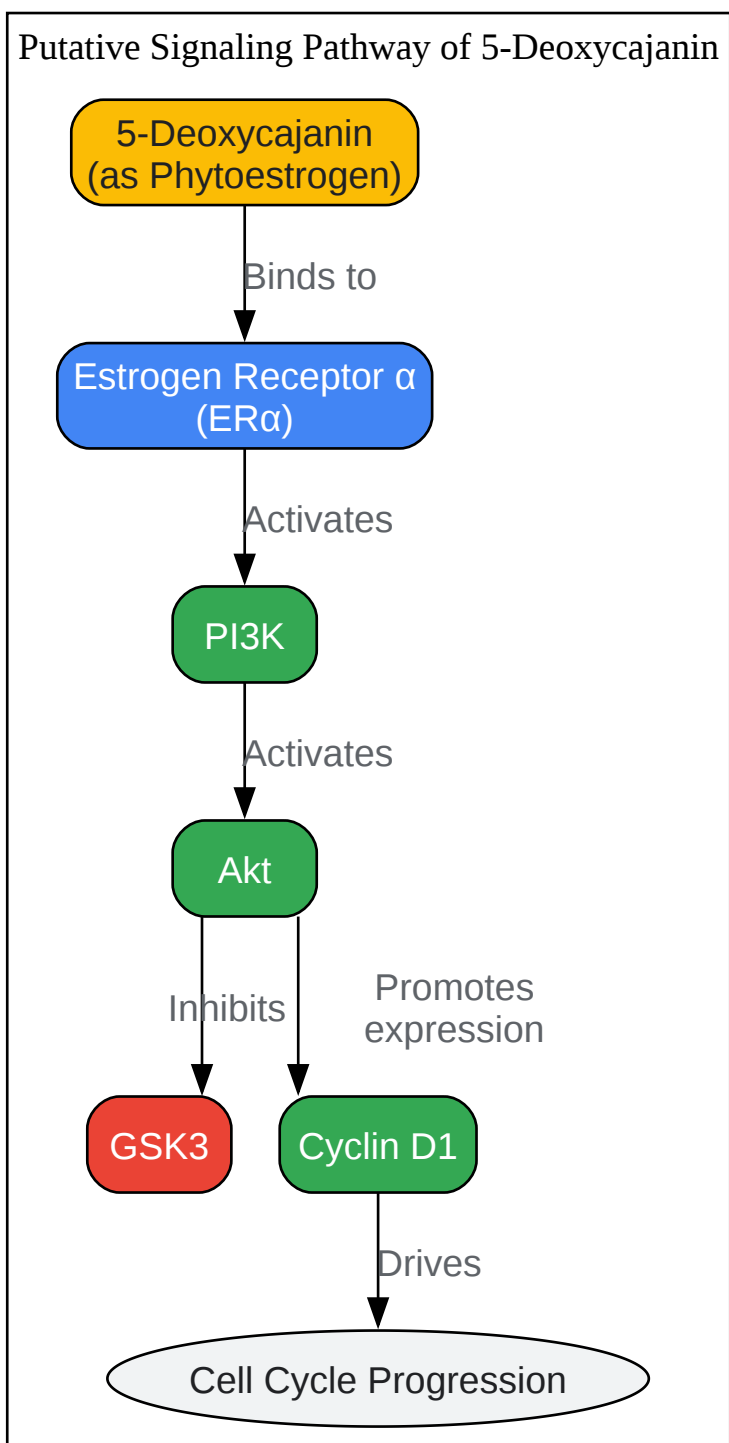 Putative Signaling Pathway of 5-Deoxycajanin
5-Deoxycajanin
(as Phytoestrogen)
Binds to
Estrogen Receptor α
(ERα)
Activates
PI3K
Activates
Akt
Inhibits
Promotes
expression
GSK3
Cyclin D1
Drives
Cell Cycle Progression